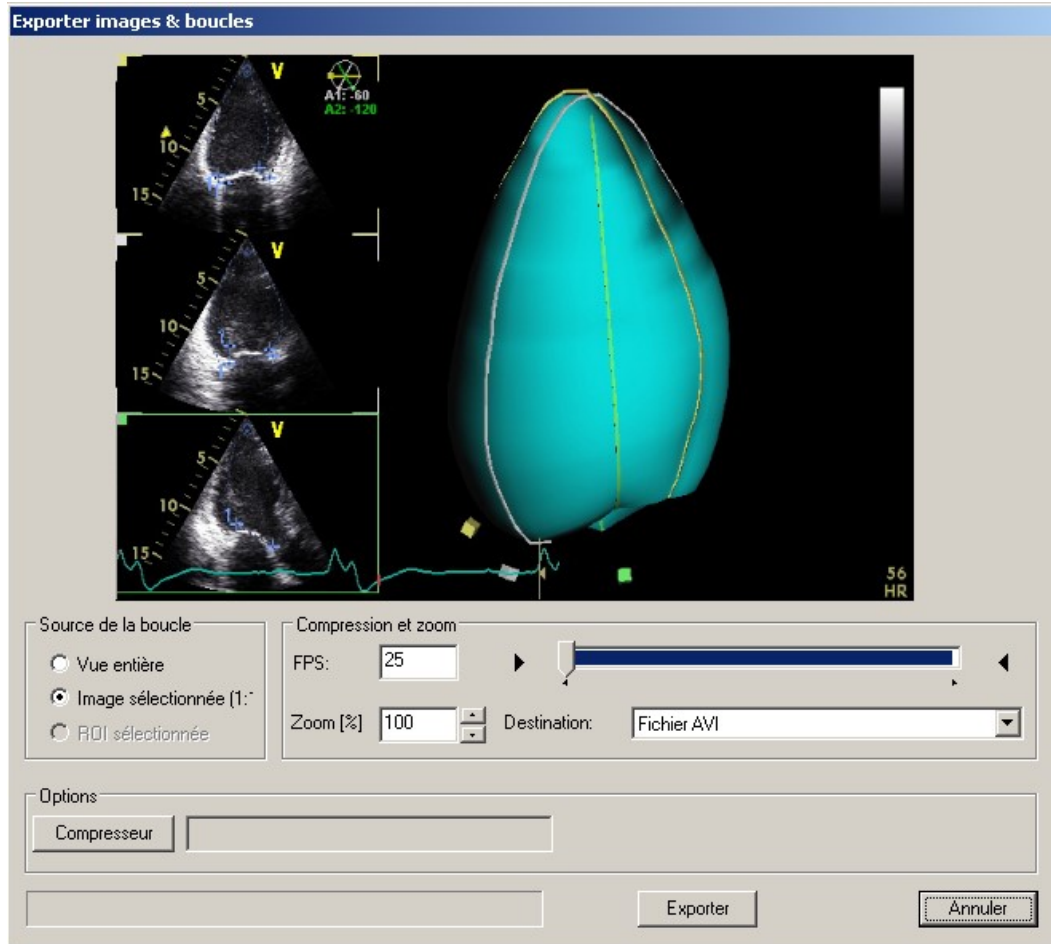 Exporter images & boucles
V
A1: -60
A2: -120
5
10
15
V
5
10
15
V
5
10
15
1
56
HR
Source de la boucle
Vue entière
Image sélectionnée (1:
ROI sélectionnée
Compression et zoom
FPS:
25
Zoom [%]
100
Destination:
Fichier AVI
Options
Compresseur
Exporter
Annuler